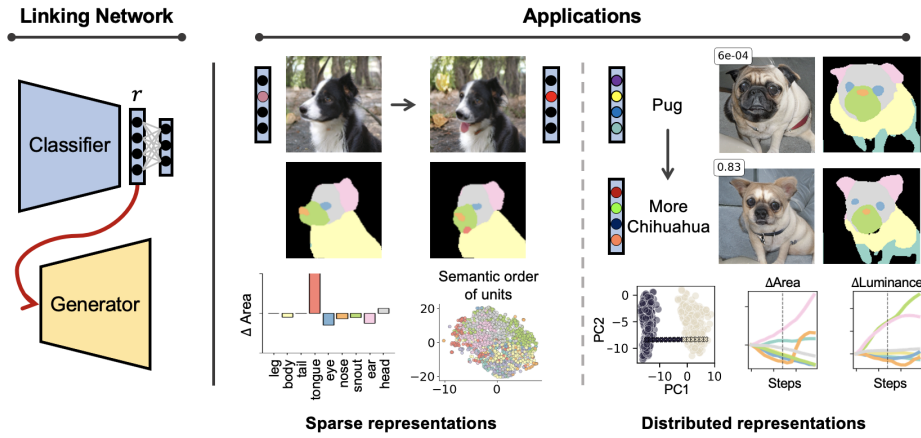 Linking Network
Applications
r
Classifier
Generator
Δ Area
leg
body
tail
tongue
eye
nose
snout
ear
head
Semantic order
of units
20
0
−20
−10
0
Sparse representations
Pug
More
Chihuahua
6e-04
0.83
PC2
0
−5
−10
−10
0
10
PC1
ΔArea
Steps
ΔLuminance
Steps
Distributed representations